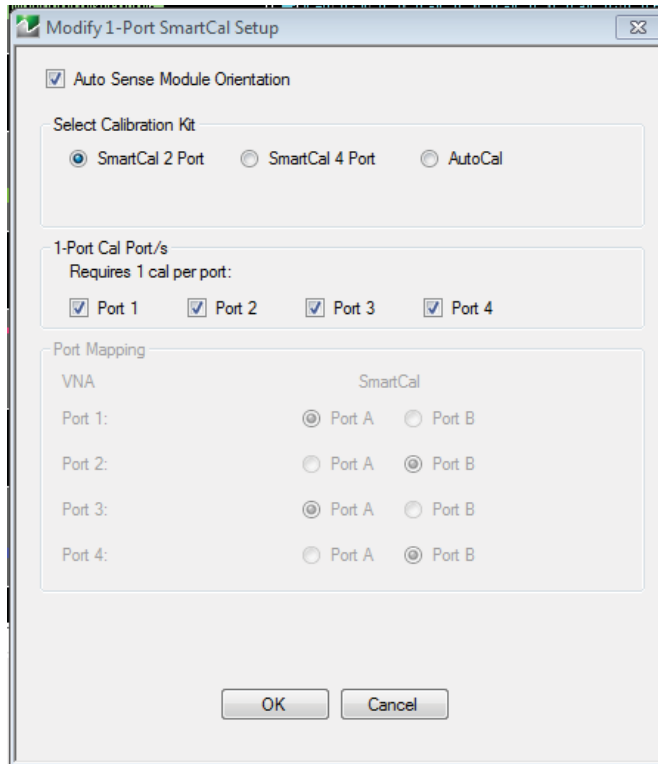 Modify 1-Port SmartCal Setup
Auto Sense Module Orientation
Select Calibration Kit
SmartCal 2 Port SmartCal 4 Port AutoCal
1-Port Cal Port/s
Requires 1 cal per port:
Port 1 Port 2 Port 3 Port 4
Port Mapping
VNA SmartCal
Port 1: Port A Port B
Port 2: Port A Port B
Port 3: Port A Port B
Port 4: Port A Port B
OK Cancel